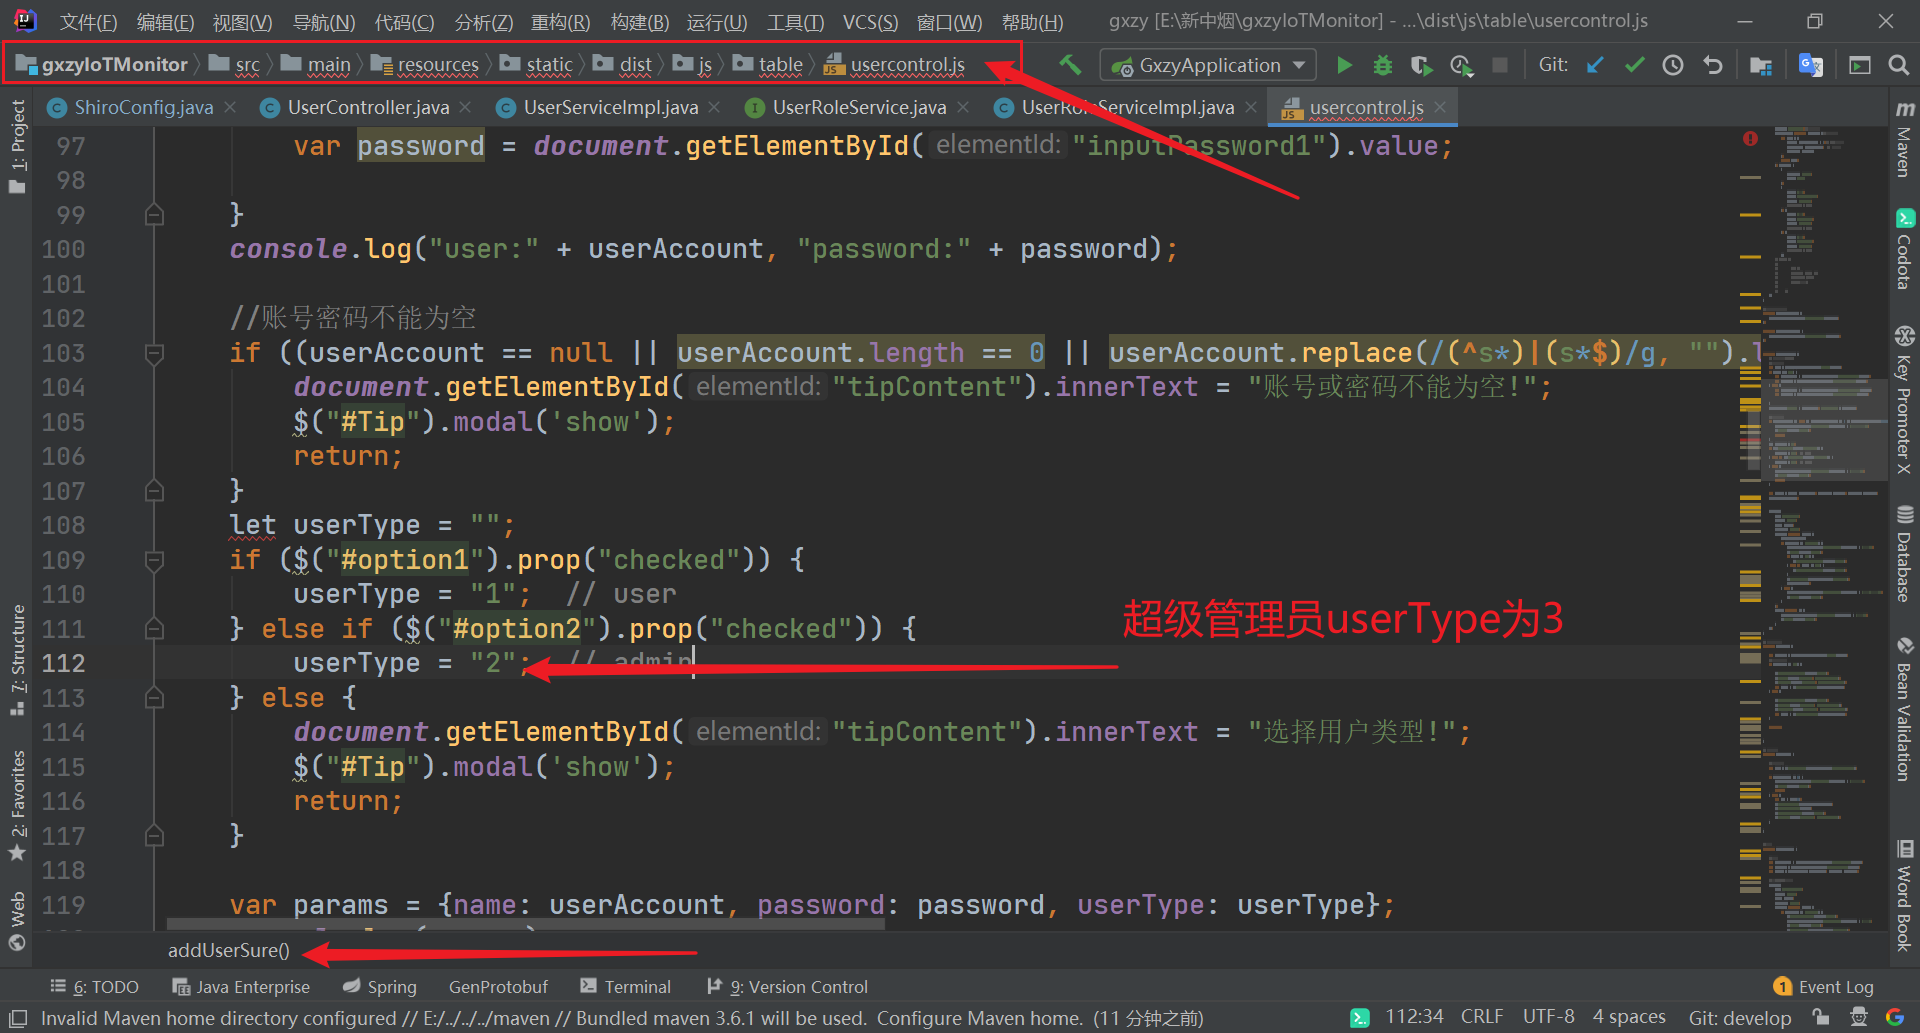 文件(F) 编辑(E) 视图(V) 导航(N) 代码(C) 分析(Z) 重构(R) 构建(B) 运行(U) 工具(T) VCS(S) 窗口(W) 帮助(H) gxzy [E:\新中烟\gxzyIoTMonitor] - ...\dist\js\table\usercontrol.js
gxzyIoTMonitor src main resources static dist js table usercontrol.js GxzyApplication Git:
ShiroConfig.java UserController.java UserServiceImpl.java UserRoleService.java UserRoleServiceImpl.java usercontrol.js
97 var password = document.getElementById( elementId: "inputPassword1").value;
98
99 }
100 console.log("user:" + userAccount, "password:" + password);
101
102 //账号密码不能为空
103 if ((userAccount == null || userAccount.length == 0 || userAccount.replace(/(^s*)|(s*$)/g, "").l
104 document.getElementById( elementId: "tipContent").innerText = "账号或密码不能为空!";
105 $("#Tip").modal('show');
106 return;
107 }
108 let userType = "";
109 if ($("#option1").prop("checked")) {
110 userType = "1"; // user
111 } else if ($("#option2").prop("checked")) {
超级管理员userType为3
112 userType = "2"; // admin
113 } else {
114 document.getElementById( elementId: "tipContent").innerText = "选择用户类型!";
115 $("#Tip").modal('show');
116 return;
117 }
118
119 var params = {name: userAccount, password: password, userType: userType};
addUserSure()
1: Project
7: Structure
2: Favorites
Web
Maven
Codota
Key Promoter X
Database
Bean Validation
Word Book
6: TODO Java Enterprise Spring GenProtobuf Terminal 9: Version Control 1 Event Log
Invalid Maven home directory configured // E:/../../../maven // Bundled maven 3.6.1 will be used. Configure Maven home. (11 分钟之前) 112:34 CRLF UTF-8 4 spaces Git: develop